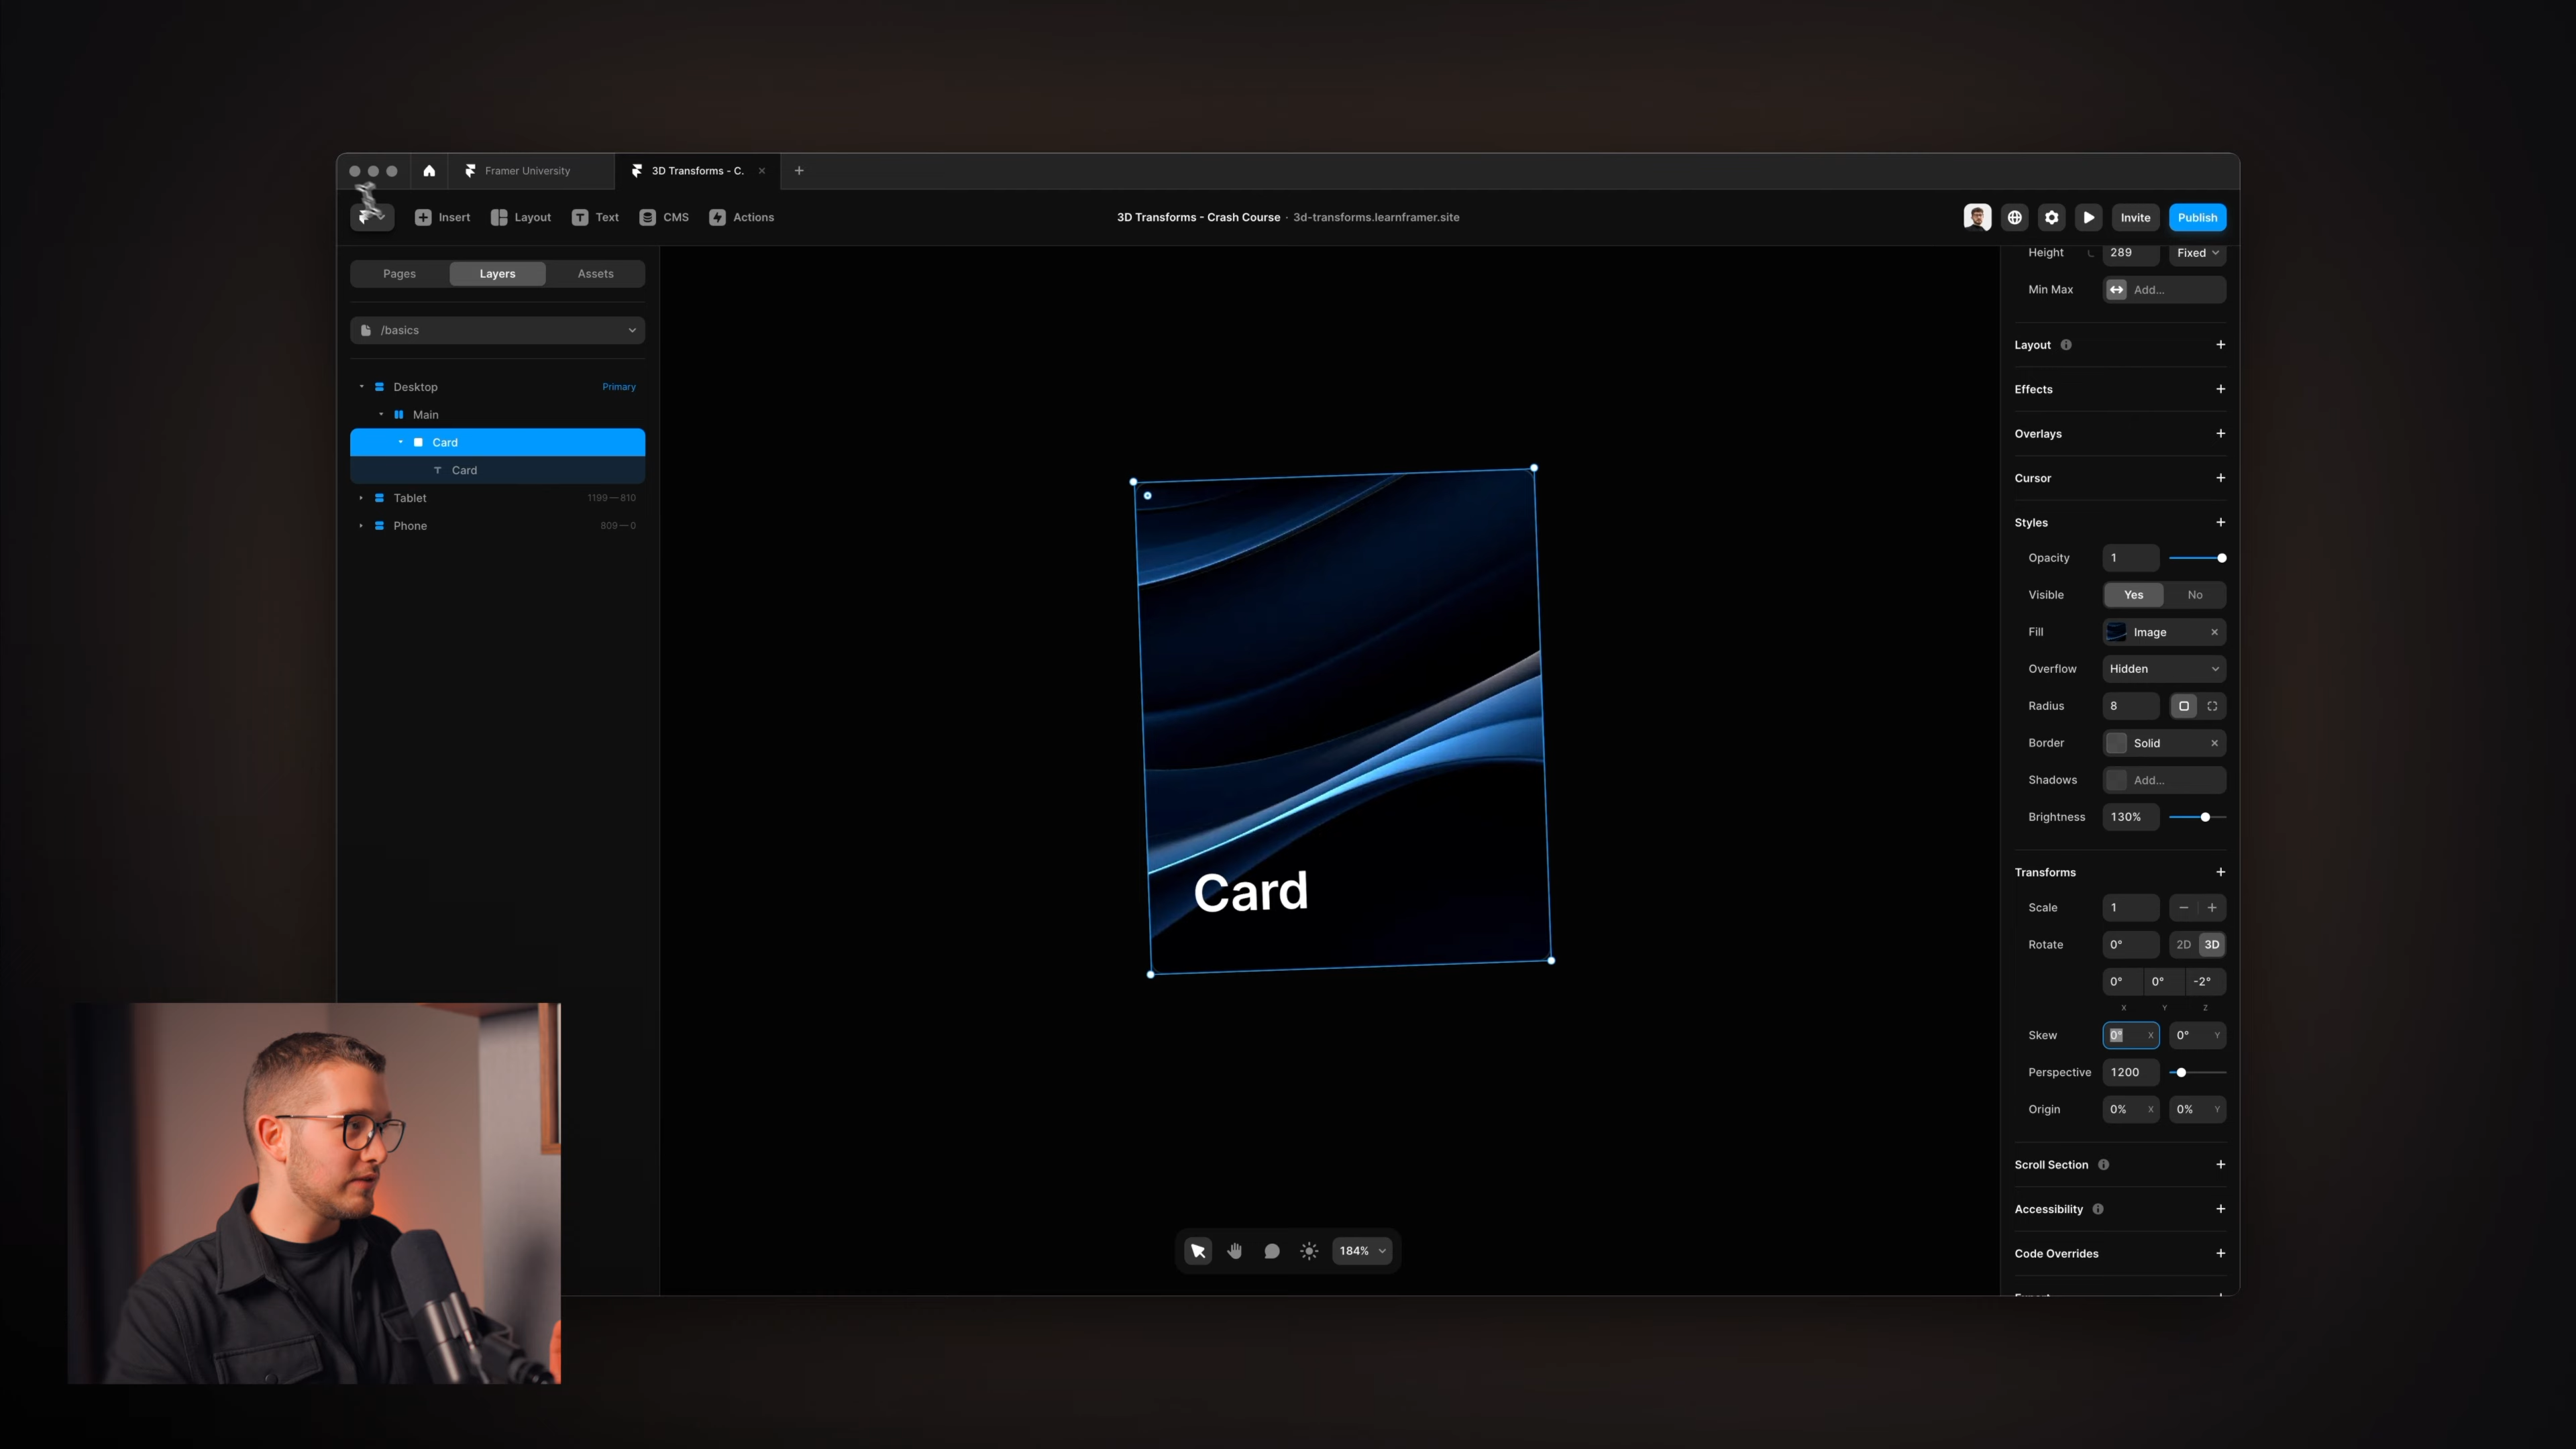 Framer University
3D Transforms - C.
Insert
Layout
Text
CMS
Actions
3D Transforms - Crash Course · 3d-transforms.learnframer.site
Invite
Publish
Pages
Layers
Assets
/basics
Desktop
Primary
Main
Card
Card
Tablet
1199—810
Phone
809—0
Card
184%
Height
289
Fixed
Min Max
Add...
Layout
Effects
Overlays
Cursor
Styles
Opacity
1
Visible
Yes
No
Fill
Image
Overflow
Hidden
Radius
8
Border
Solid
Shadows
Add...
Brightness
130%
Transforms
Scale
1
Rotate
0°
2D
3D
0°
0°
-2°
X
Y
Z
Skew
0°
X
0°
Y
Perspective
1200
Origin
0%
X
0%
Y
Scroll Section
Accessibility
Code Overrides